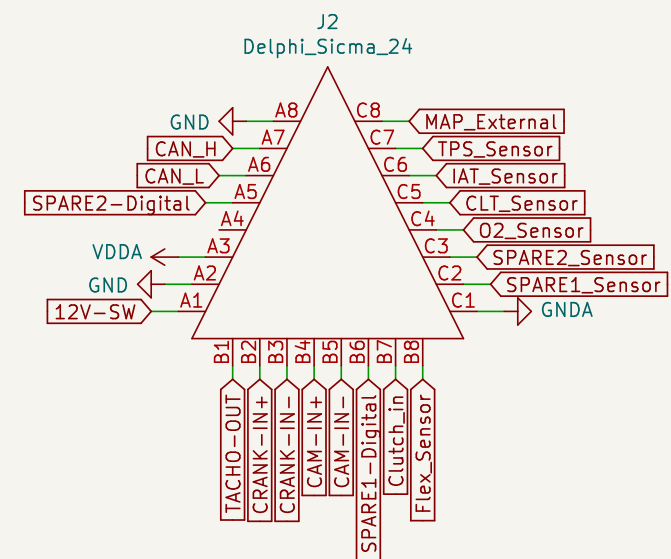 J2
Delphi_Sicma_24
GND A8 C8 MAP_External
CAN_H A7 C7 TPS_Sensor
CAN_L A6 C6 IAT_Sensor
SPARE2-Digital A5 C5 CLT_Sensor
A4 C4 O2_Sensor
VDDA A3 C3 SPARE2_Sensor
GND A2 C2 SPARE1_Sensor
12V-SW A1 C1 GNDA
B1 B2 B3 B4 B5 B6 B7 B8
TACHO-OUT
CRANK-IN+
CRANK-IN-
CAM-IN+
CAM-IN-
SPARE1-Digital
Clutch_in
Flex_Sensor